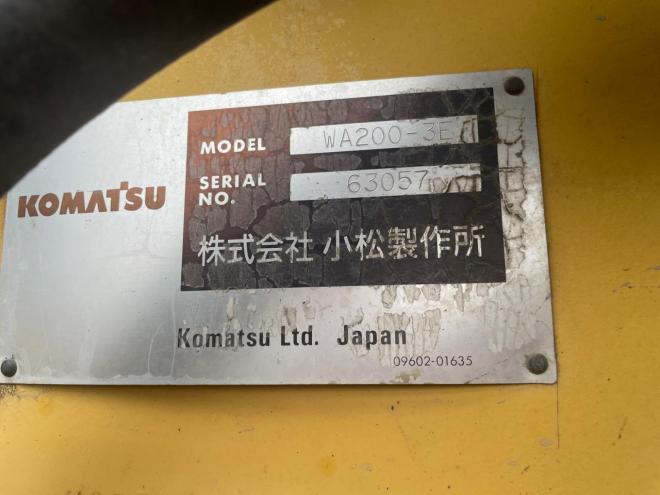 KOMATSU
MODEL WA200-3E
SERIAL NO. 63057
株式会社 小松製作所
Komatsu Ltd. Japan
09602-01635